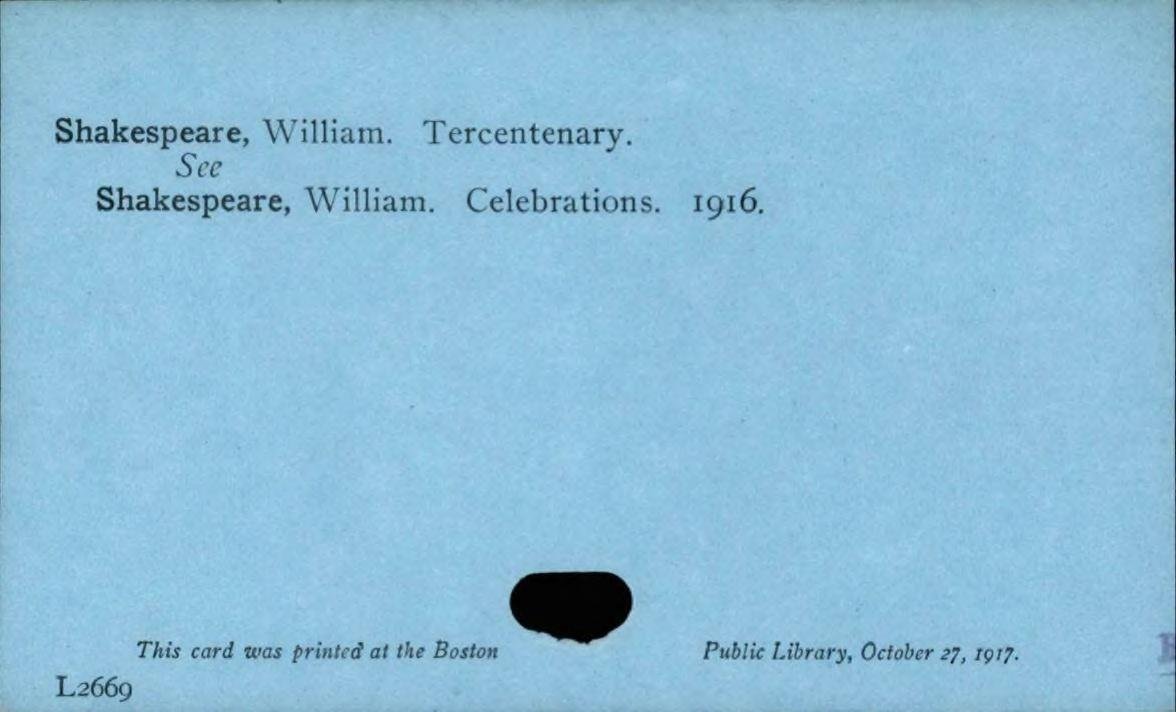 Shakespeare, William. Tercentenary.
See
Shakespeare, William. Celebrations. 1916.
This card was printed at the Boston Public Library, October 27, 1917.
L2669